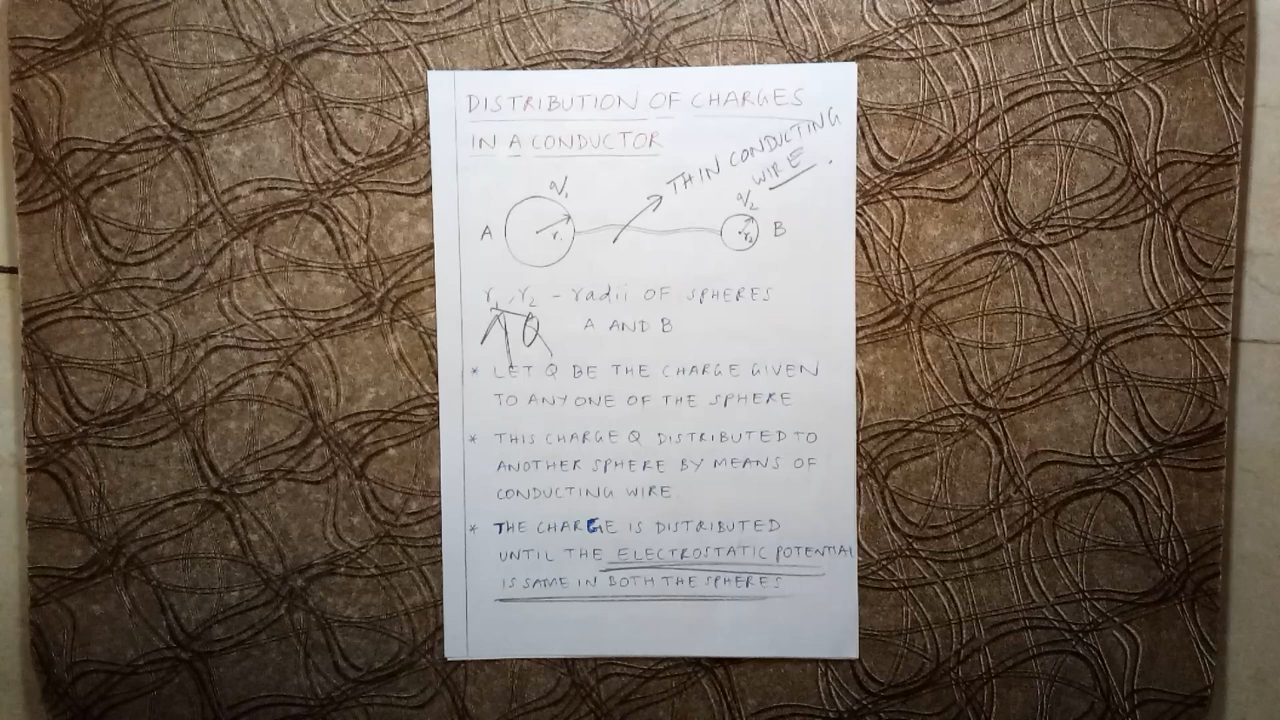 DISTRIBUTION OF CHARGES
IN A CONDUCTOR
THIN CONDUCTING
WIRE.
q1
q2
A
r1
r2
B
r1, r2 - radii OF SPHERES
A AND B
* LET Q BE THE CHARGE GIVEN
TO ANYONE OF THE SPHERE
* THIS CHARGE Q DISTRIBUTED TO
ANOTHER SPHERE BY MEANS OF
CONDUCTING WIRE.
* THE CHARGE IS DISTRIBUTED
UNTIL THE ELECTROSTATIC POTENTIAL
IS SAME IN BOTH THE SPHERES